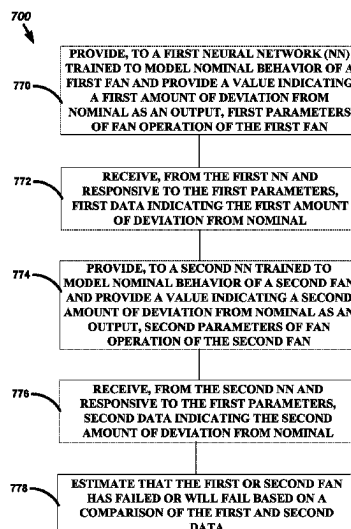 700
770
PROVIDE, TO A FIRST NEURAL NETWORK (NN)
TRAINED TO MODEL NOMINAL BEHAVIOR OF A
FIRST FAN AND PROVIDE A VALUE INDICATING
A FIRST AMOUNT OF DEVIATION FROM
NOMINAL AS AN OUTPUT, FIRST PARAMETERS
OF FAN OPERATION OF THE FIRST FAN
772
RECEIVE, FROM THE FIRST NN AND
RESPONSIVE TO THE FIRST PARAMETERS,
FIRST DATA INDICATING THE FIRST AMOUNT
OF DEVIATION FROM NOMINAL
774
PROVIDE, TO A SECOND NN TRAINED TO
MODEL NOMINAL BEHAVIOR OF A SECOND FAN
AND PROVIDE A VALUE INDICATING A SECOND
AMOUNT OF DEVIATION FROM NOMINAL AS AN
OUTPUT, SECOND PARAMETERS OF FAN
OPERATION OF THE SECOND FAN
776
RECEIVE, FROM THE SECOND NN AND
RESPONSIVE TO THE FIRST PARAMETERS,
SECOND DATA INDICATING THE SECOND
AMOUNT OF DEVIATION FROM NOMINAL
778
ESTIMATE THAT THE FIRST OR SECOND FAN
HAS FAILED OR WILL FAIL BASED ON A
COMPARISON OF THE FIRST AND SECOND
DATA